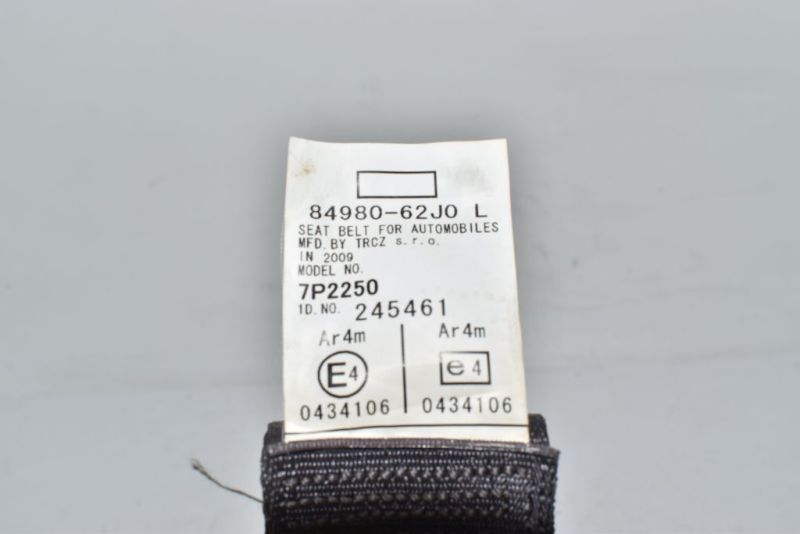 84980-62J0 L
SEAT BELT FOR AUTOMOBILES
MFD. BY TRCZ s.r.o.
IN 2009
MODEL NO.
7P2250
ID. NO. 245461
Ar4m Ar4m
E4 e4
0434106 0434106